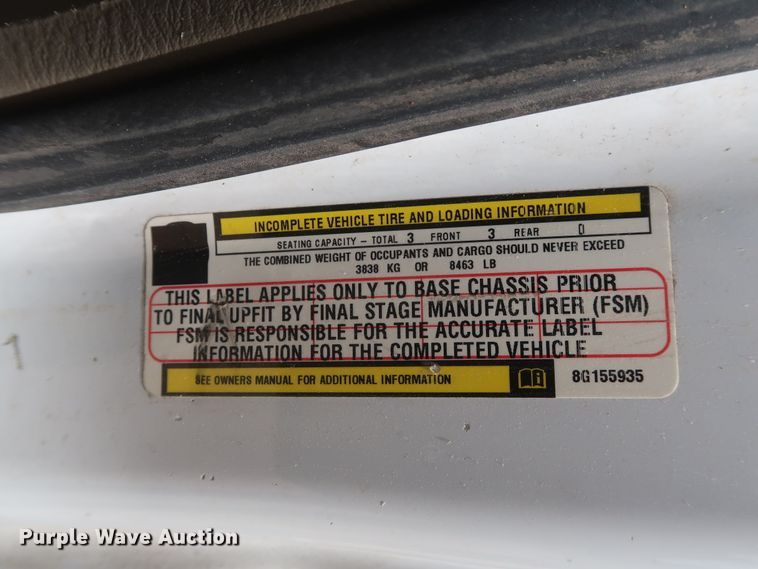 INCOMPLETE VEHICLE TIRE AND LOADING INFORMATION
SEATING CAPACITY - TOTAL 3 FRONT 3 REAR 0
THE COMBINED WEIGHT OF OCCUPANTS AND CARGO SHOULD NEVER EXCEED
3838 KG OR 8463 LB
THIS LABEL APPLIES ONLY TO BASE CHASSIS PRIOR
TO FINAL UPFIT BY FINAL STAGE MANUFACTURER (FSM)
FSM IS RESPONSIBLE FOR THE ACCURATE LABEL
INFORMATION FOR THE COMPLETED VEHICLE
SEE OWNERS MANUAL FOR ADDITIONAL INFORMATION
8G155935
Purple Wave Auction